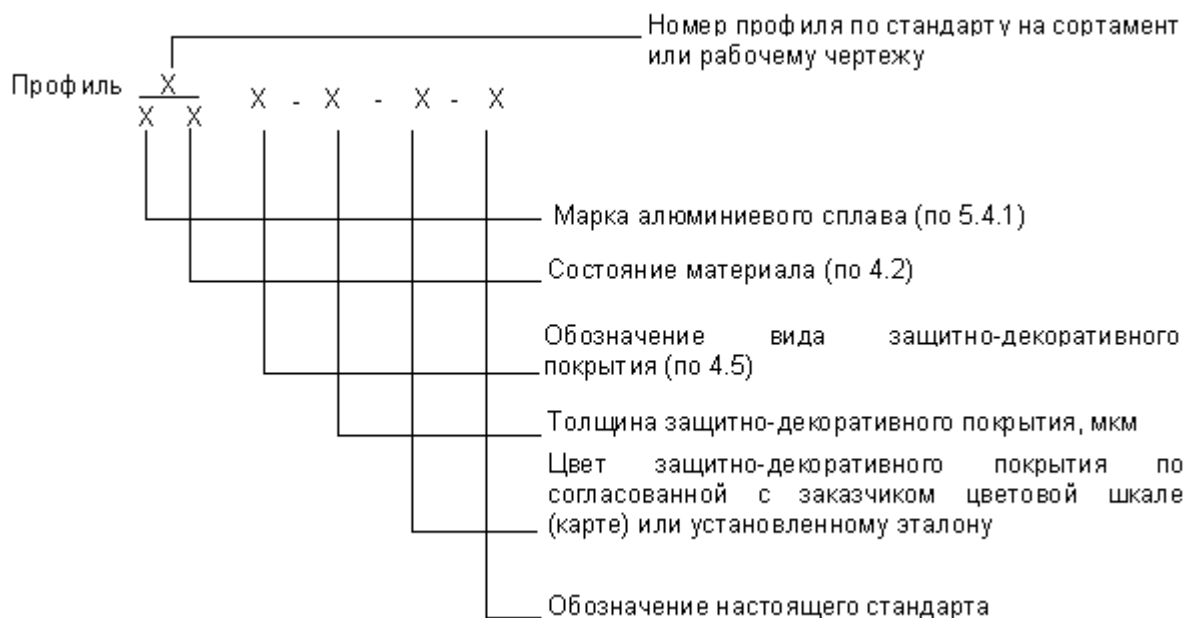 Номер профиля по стандарту на сортамент
или рабочему чертежу
Профиль X
X X X - X - X - X
Марка алюминиевого сплава (по 5.4.1)
Состояние материала (по 4.2)
Обозначение вида защитно-декоративного
покрытия (по 4.5)
Толщина защитно-декоративного покрытия, мкм
Цвет защитно-декоративного покрытия по
согласованной с заказчиком цветовой шкале
(карте) или установленному эталону
Обозначение настоящего стандарта